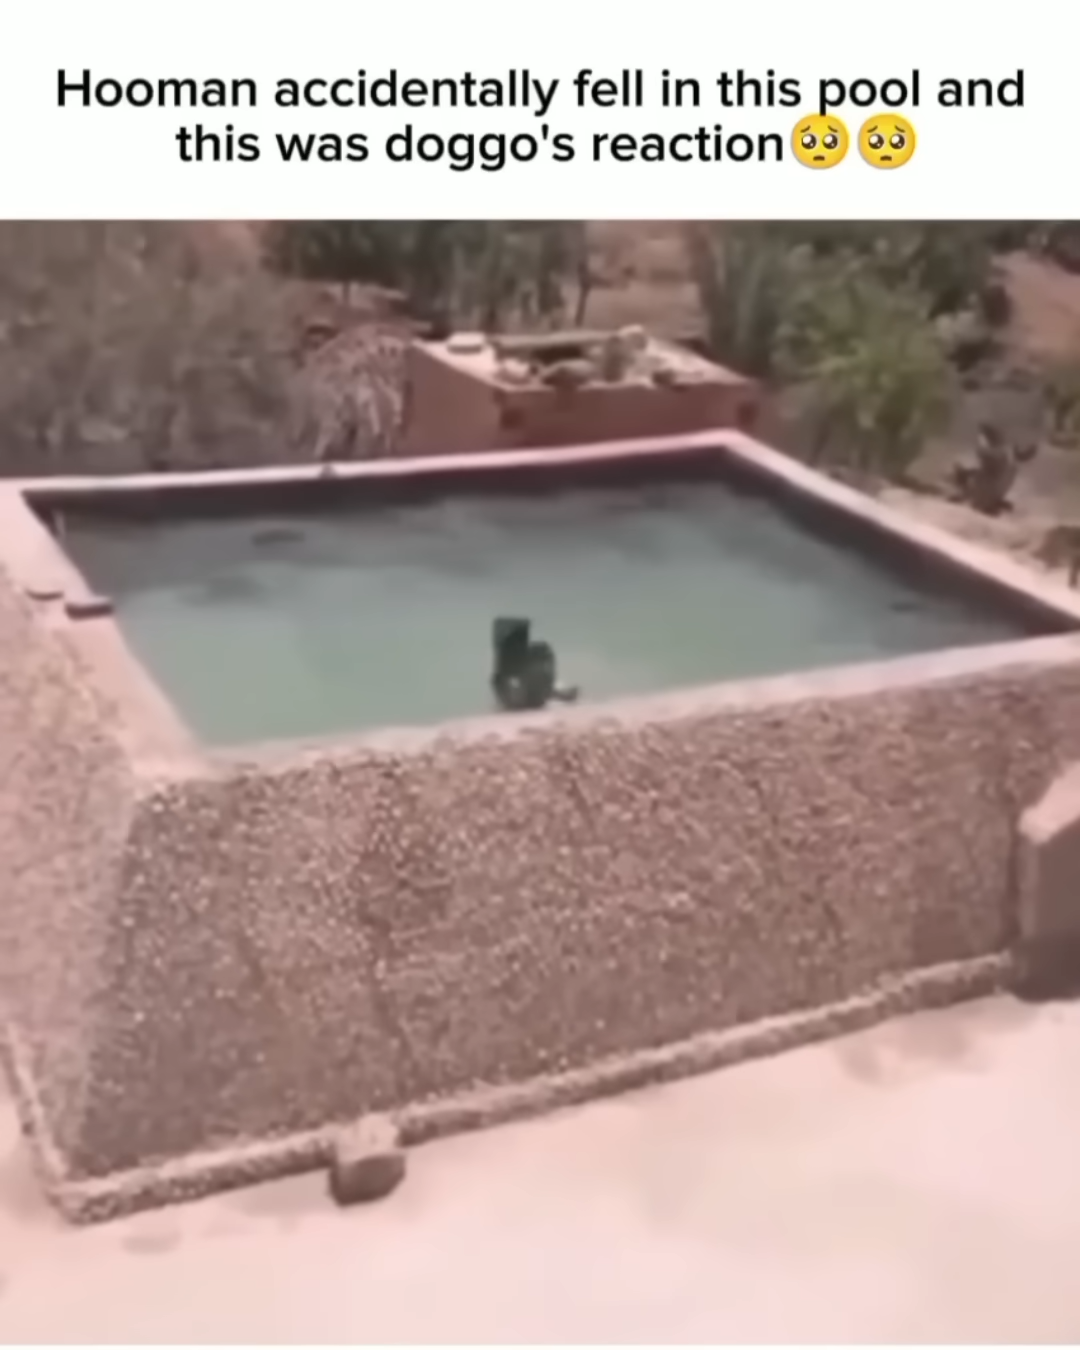 Hooman accidentally fell in this pool and
this was doggo's reaction🥺🥺